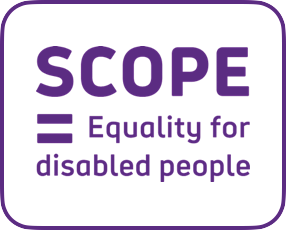 SCOPE
= Equality for
disabled people